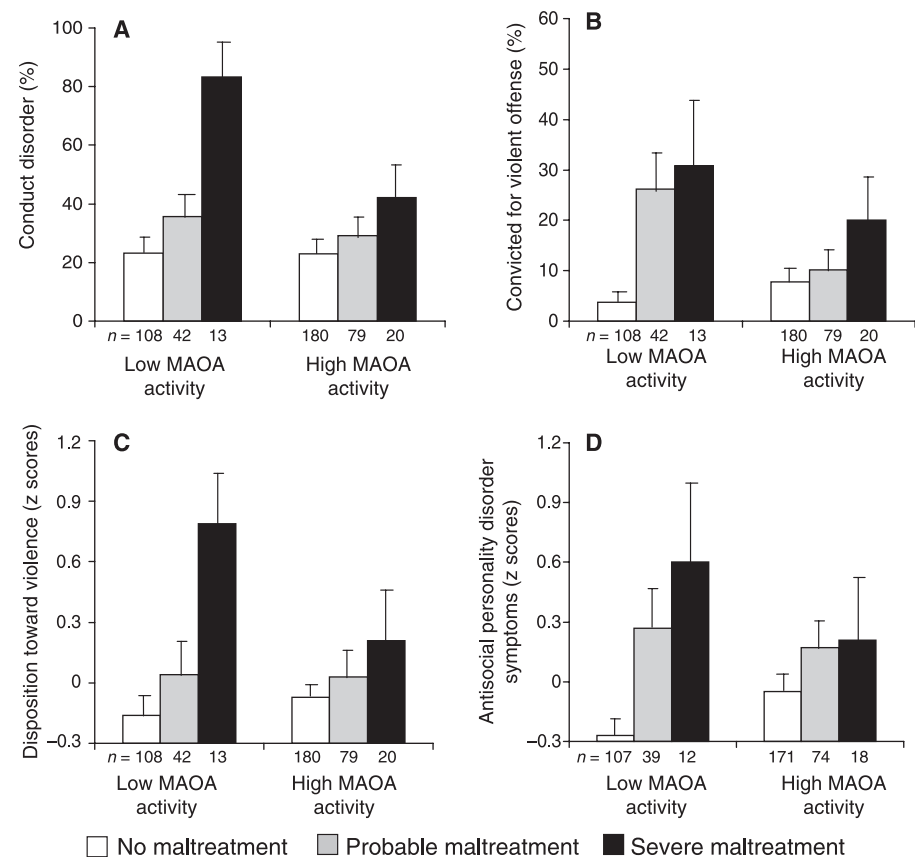 A
Conduct disorder (%)
100
80
60
40
20
0
n = 108 42 13 180 79 20
Low MAOA
activity
High MAOA
activity
B
Convicted for violent offense (%)
60
50
40
30
20
10
0
n = 108 42 13 180 79 20
Low MAOA
activity
High MAOA
activity
C
Disposition toward violence (z scores)
1.2
0.9
0.6
0.3
0
–0.3
n = 108 42 13 180 79 20
Low MAOA
activity
High MAOA
activity
D
Antisocial personality disorder
symptoms (z scores)
1.2
0.9
0.6
0.3
0
–0.3
n = 107 39 12 171 74 18
Low MAOA
activity
High MAOA
activity
No maltreatment Probable maltreatment Severe maltreatment